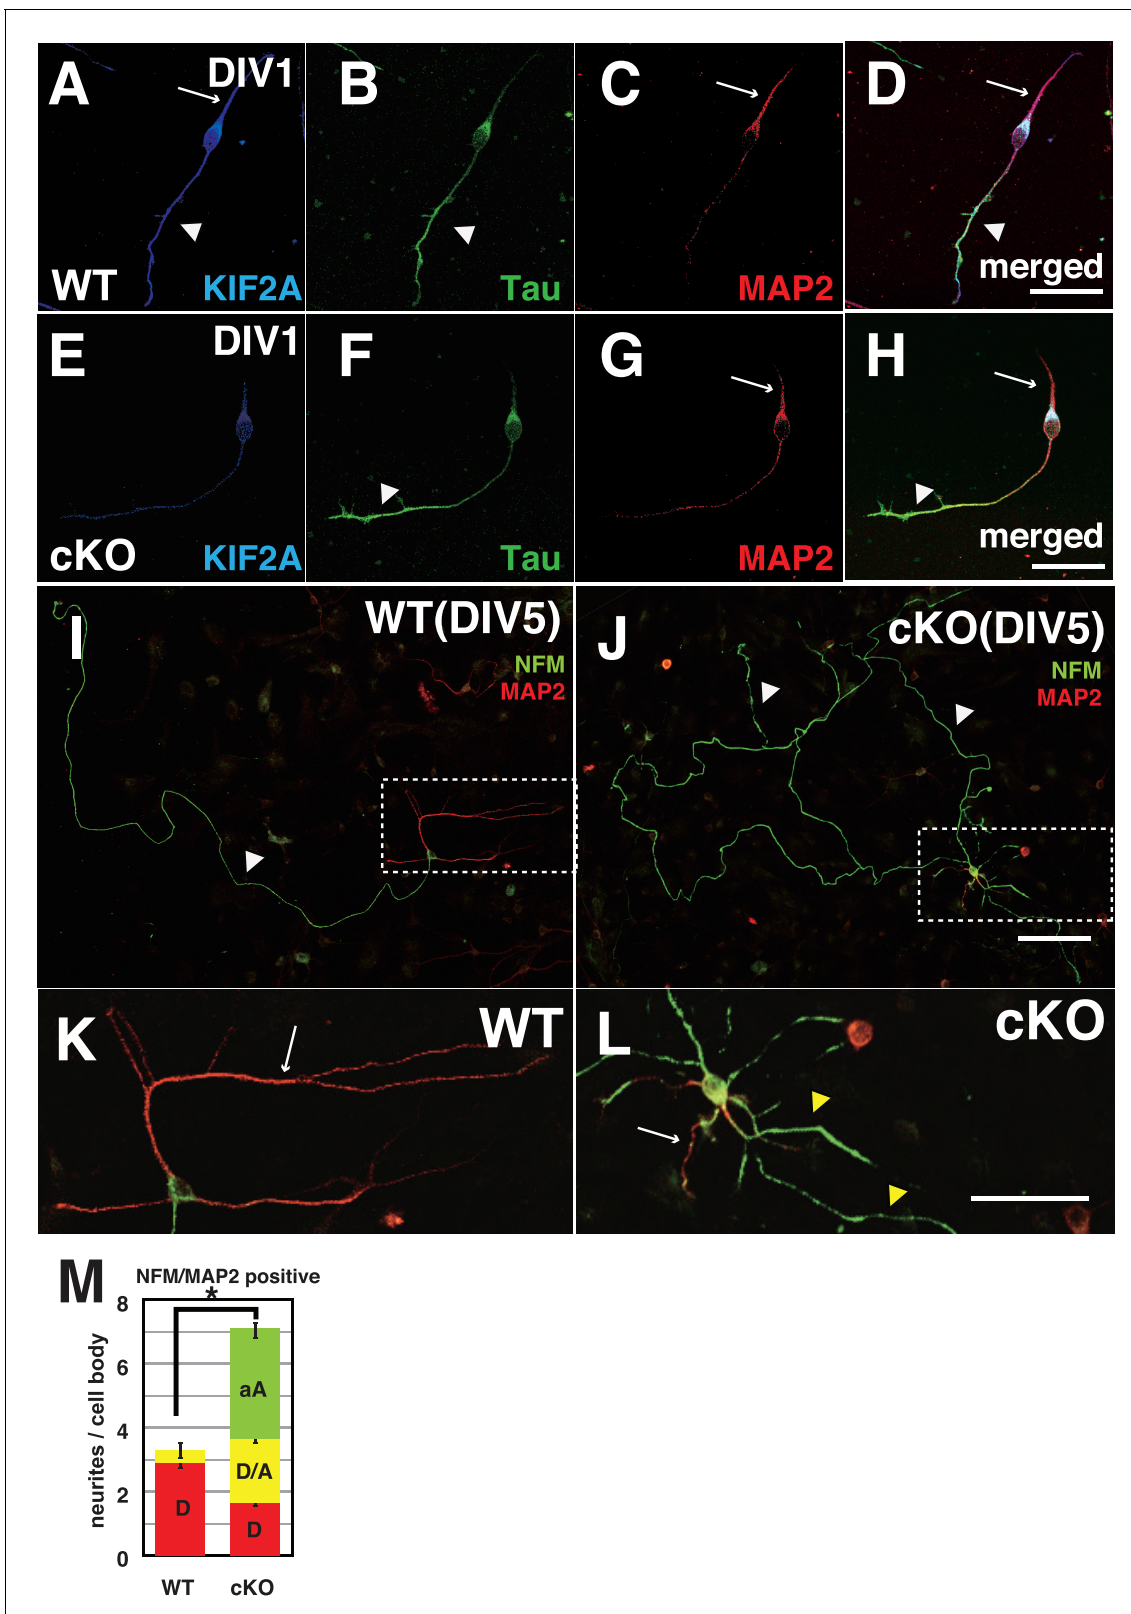 A DIV1 B C D
WT KIF2A Tau MAP2 merged
E DIV1 F G H
cKO KIF2A Tau MAP2 merged
I WT(DIV5) J cKO(DIV5)
NFM NFM
MAP2 MAP2
K WT L cKO
M NFM/MAP2 positive
*
neurites / cell body
8
6
4
2
0
aA
D/A
D
D
WT cKO